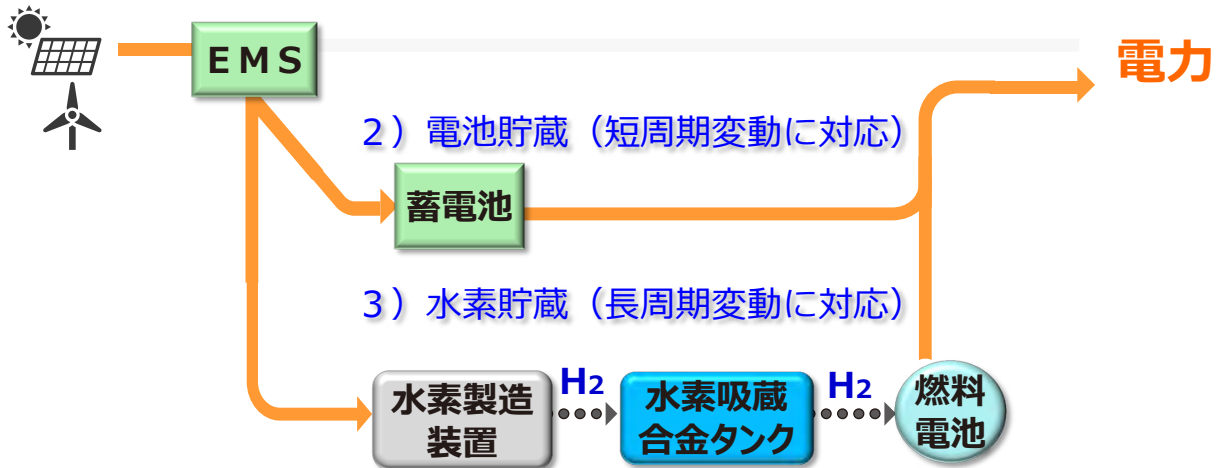 EMS
電力
2）電池貯蔵（短周期変動に対応）
蓄電池
3）水素貯蔵（長周期変動に対応）
水素製造
装置
H2
水素吸蔵
合金タンク
H2
燃料
電池